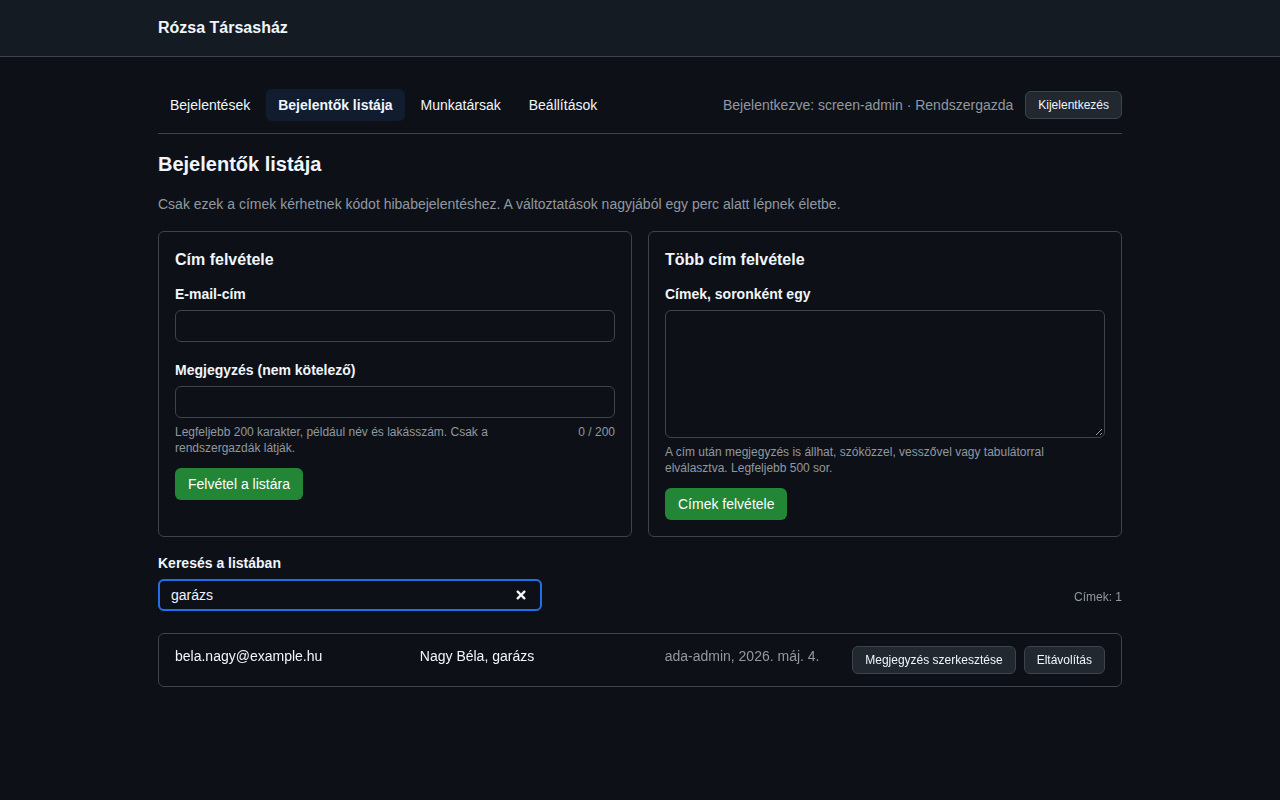 Rózsa Társasház
Bejelentések
Bejelentők listája
Munkatársak
Beállítások
Bejelentkezve: screen-admin · Rendszergazda
Kijelentkezés
Bejelentők listája
Csak ezek a címek kérhetnek kódot hibabejelentéshez. A változtatások nagyjából egy perc alatt lépnek életbe.
Cím felvétele
E-mail-cím
Megjegyzés (nem kötelező)
Legfeljebb 200 karakter, például név és lakásszám. Csak a
rendszergazdák látják.
0 / 200
Felvétel a listára
Több cím felvétele
Címek, soronként egy
A cím után megjegyzés is állhat, szóközzel, vesszővel vagy tabulátorral
elválasztva. Legfeljebb 500 sor.
Címek felvétele
Keresés a listában
garázs
Címek: 1
bela.nagy@example.hu
Nagy Béla, garázs
ada-admin, 2026. máj. 4.
Megjegyzés szerkesztése
Eltávolítás